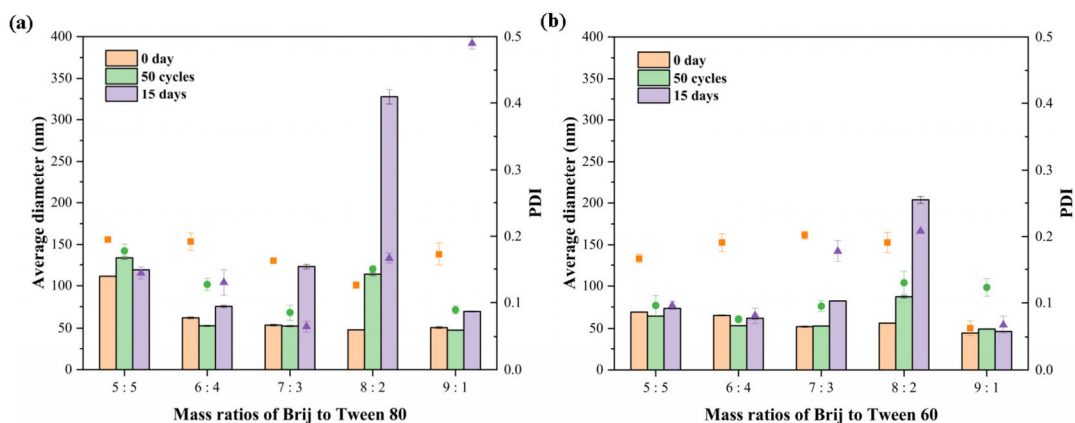 (a)
400
350
300
250
200
150
100
50
0
Average diameter (nm)
0 day
50 cycles
15 days
0.5
0.4
0.3
0.2
0.1
0.0
PDI
5 : 5 6 : 4 7 : 3 8 : 2 9 : 1
Mass ratios of Brij to Tween 80
(b)
400
350
300
250
200
150
100
50
0
Average diameter (nm)
0 day
50 cycles
15 days
0.5
0.4
0.3
0.2
0.1
0.0
PDI
5 : 5 6 : 4 7 : 3 8 : 2 9 : 1
Mass ratios of Brij to Tween 60